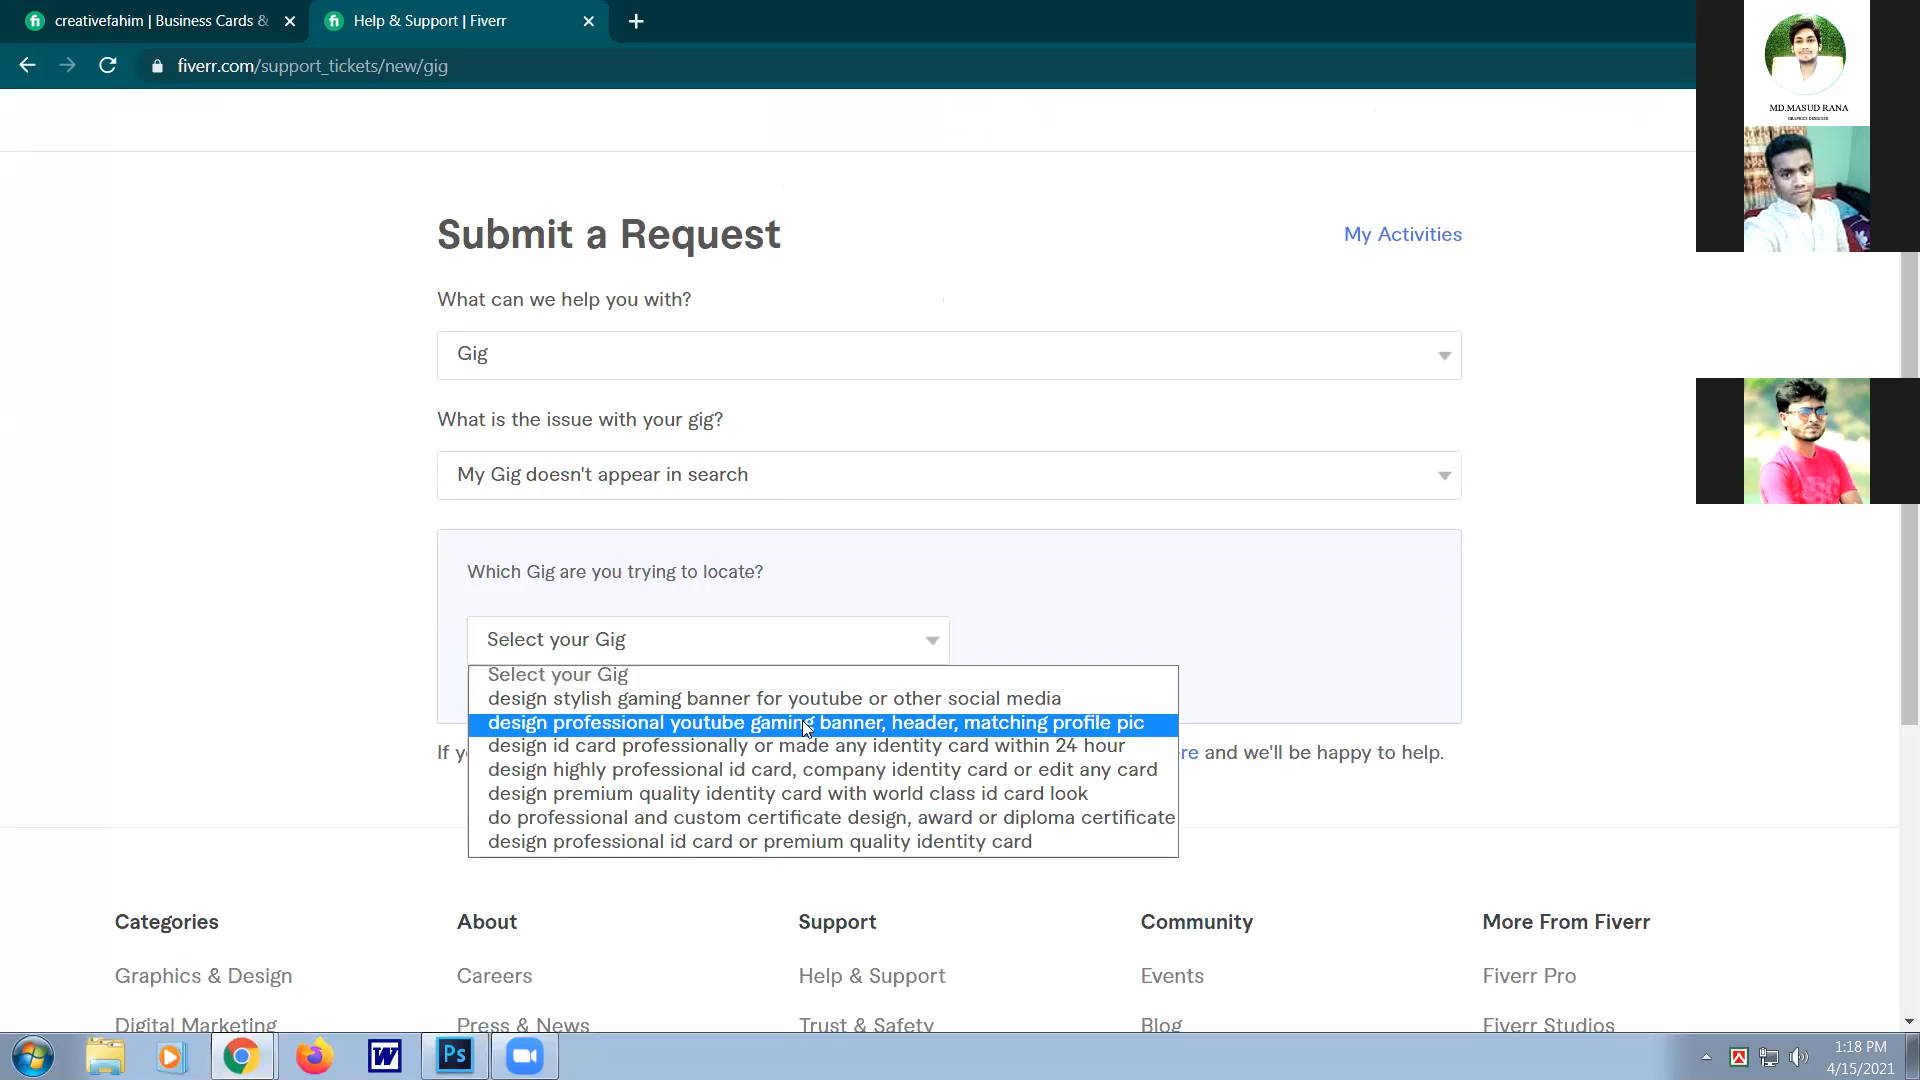 creativefahim | Business Cards &
Help & Support | Fiverr
fiverr.com/support_tickets/new/gig
MD.MASUD RANA
GRAPHICS DESIGNER
Submit a Request
My Activities
What can we help you with?
Gig
What is the issue with your gig?
My Gig doesn't appear in search
Which Gig are you trying to locate?
Select your Gig
Select your Gig
design stylish gaming banner for youtube or other social media
design professional youtube gaming banner, header, matching profile pic
design id card professionally or made any identity card within 24 hour
design highly professional id card, company identity card or edit any card
design premium quality identity card with world class id card look
do professional and custom certificate design, award or diploma certificate
design professional id card or premium quality identity card
If y re and we'll be happy to help.
Categories About Support Community More From Fiverr
Graphics & Design Careers Help & Support Events Fiverr Pro
Digital Marketing Press & News Trust & Safety Blog Fiverr Studios
W Ps
1:18 PM
4/15/2021